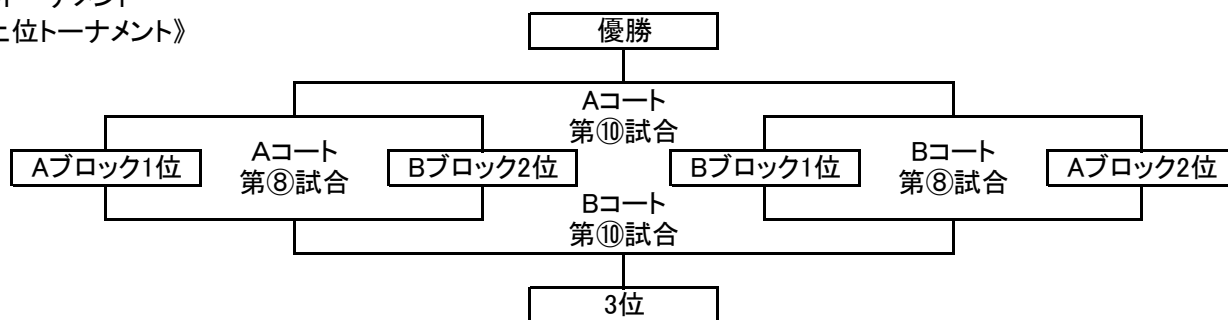 トーナメント
上位トーナメント》
優勝
Aコート
第⑩試合
Aブロック1位
Aコート
第⑧試合
Bブロック2位
Bブロック1位
Bコート
第⑧試合
Aブロック2位
Bコート
第⑩試合
3位